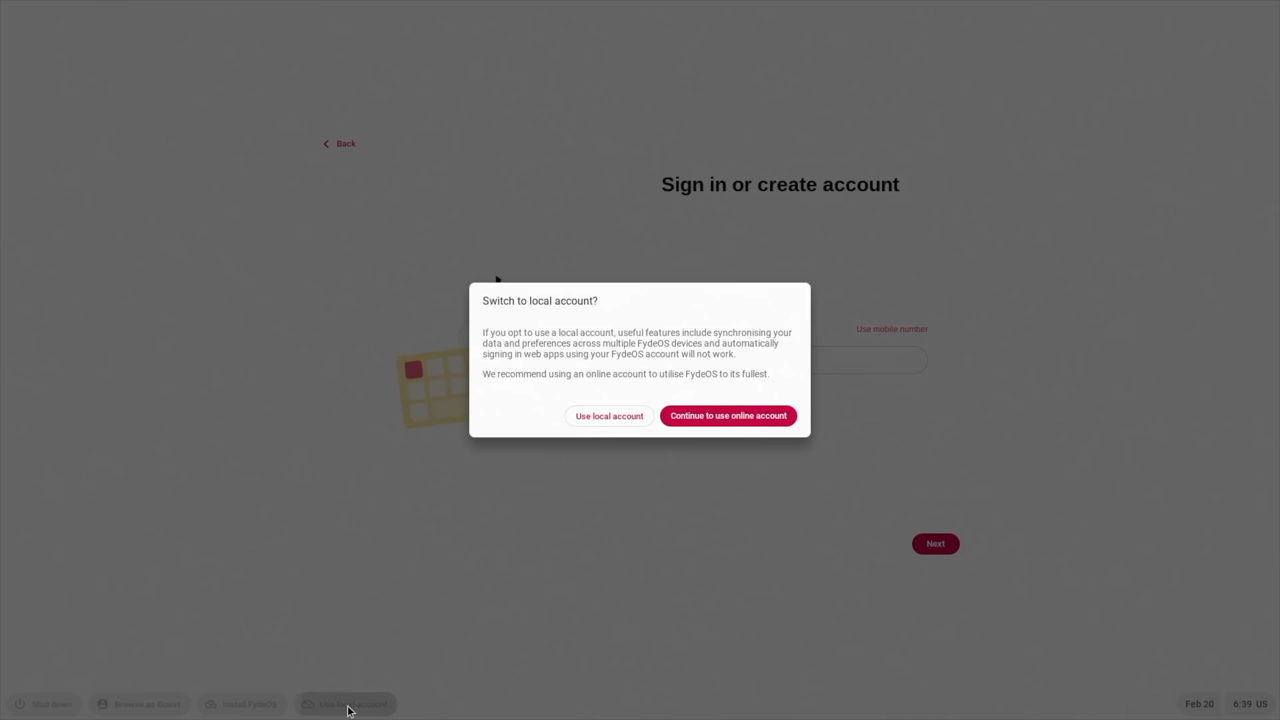 Back
Sign in or create account
Switch to local account?
If you opt to use a local account, useful features include synchronising your
data and preferences across multiple FydeOS devices and automatically
signing in web apps using your FydeOS account will not work.
We recommend using an online account to utilise FydeOS to its fullest.
Use local account
Continue to use online account
Use mobile number
Next
Shut down
Browse as Guest
Install FydeOS
Use local account
Feb 20
6:39 US